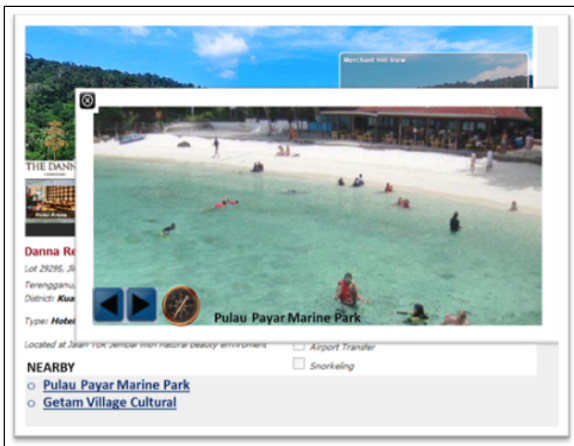 Merchant Hill View
THE DANN
Hotel Areas
Danna Re
Lot 29295, Ji
Terengganu,
District: Kua
Type: Hotel
Pulau Payar Marine Park
Located at Jalan Tok Jembal with natural beauty enviroment
Airport Transfer
Snorkeling
NEARBY
Pulau Payar Marine Park
Getam Village Cultural